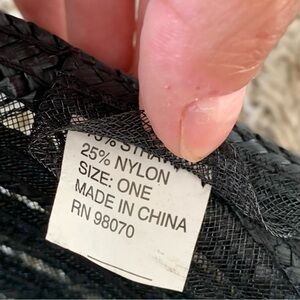 25% NYLON
SIZE: ONE
MADE IN CHINA
RN 98070